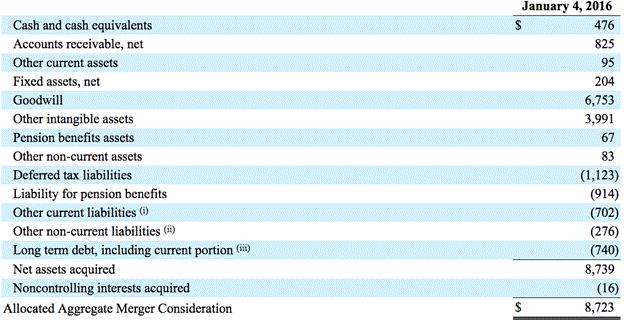 January 4, 2016
Cash and cash equivalents $ 476
Accounts receivable, net 825
Other current assets 95
Fixed assets, net 204
Goodwill 6,753
Other intangible assets 3,991
Pension benefits assets 67
Other non-current assets 83
Deferred tax liabilities (1,123)
Liability for pension benefits (914)
Other current liabilities (i) (702)
Other non-current liabilities (ii) (276)
Long term debt, including current portion (iii) (740)
Net assets acquired 8,739
Noncontrolling interests acquired (16)
Allocated Aggregate Merger Consideration $ 8,723